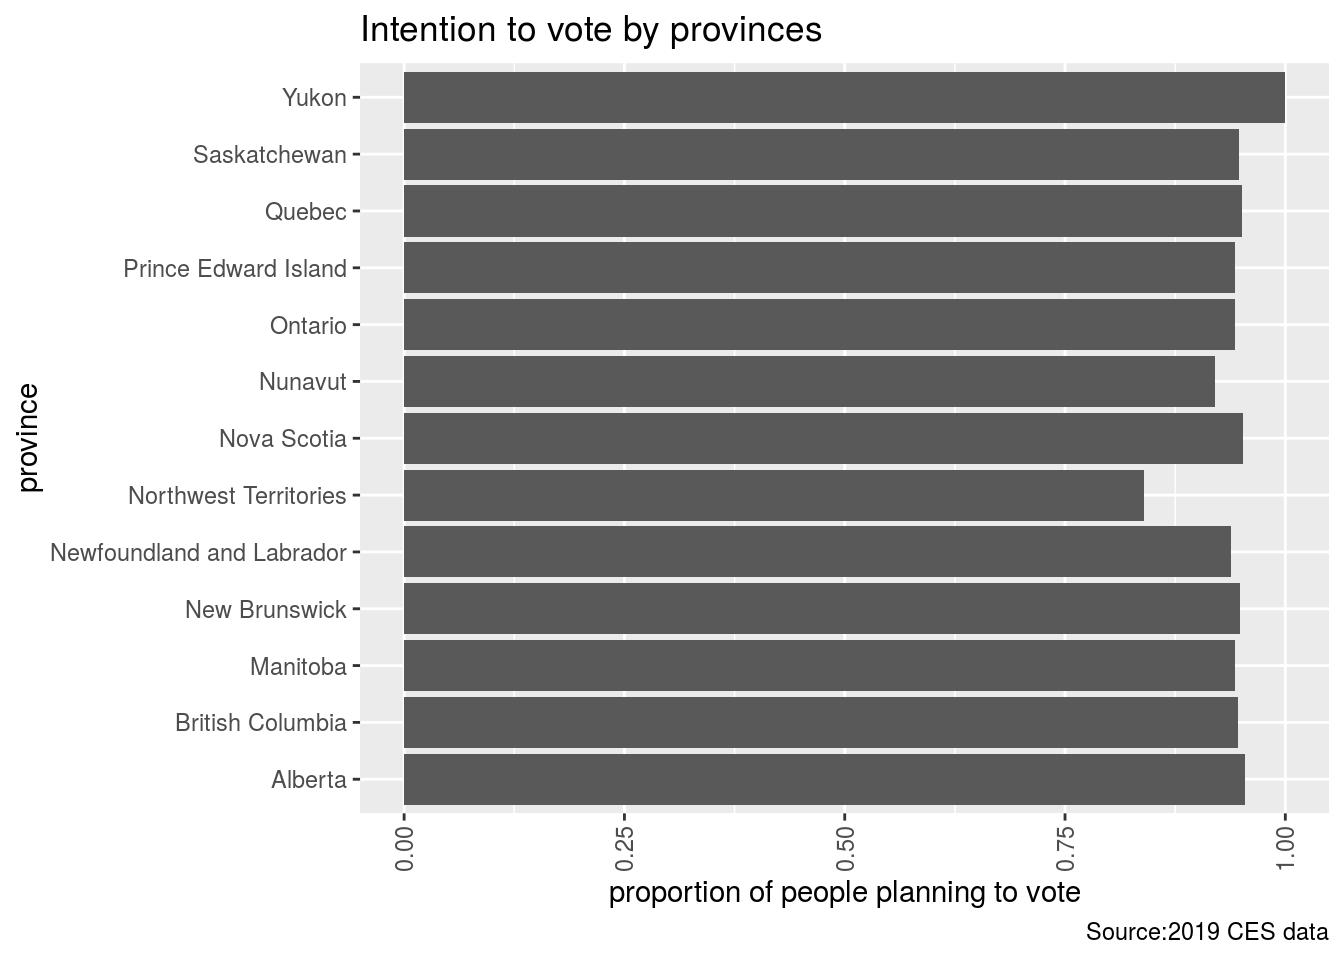 Intention to vote by provinces
Yukon
Saskatchewan
Quebec
Prince Edward Island
Ontario
Nunavut
Nova Scotia
Northwest Territories
Newfoundland and Labrador
New Brunswick
Manitoba
British Columbia
Alberta
province
0.00
0.25
0.50
0.75
1.00
proportion of people planning to vote
Source:2019 CES data